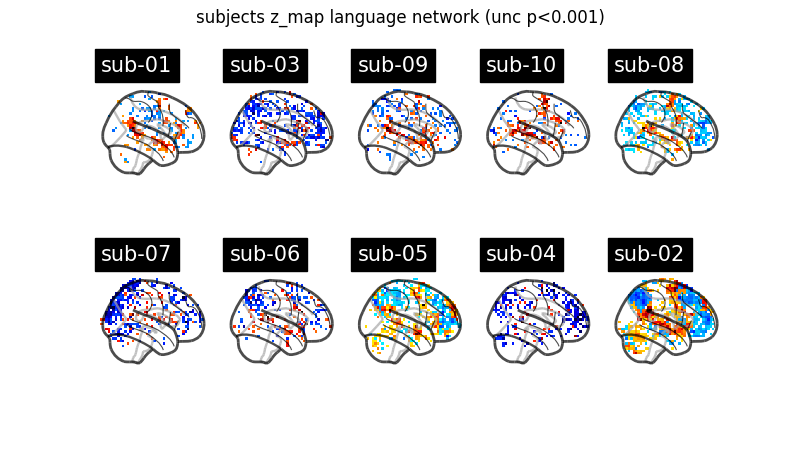 subjects z_map language network (unc p<0.001)
sub-01 sub-03 sub-09 sub-10 sub-08
sub-07 sub-06 sub-05 sub-04 sub-02